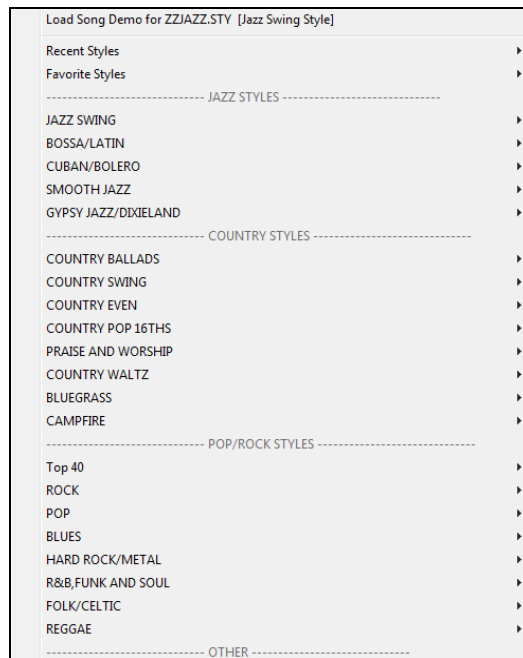 Load Song Demo for ZZJAZZ.STY  [Jazz Swing Style]
Recent Styles
Favorite Styles
---------------------------- JAZZ STYLES ----------------------------
JAZZ SWING
BOSSA/LATIN
CUBAN/BOLERO
SMOOTH JAZZ
GYPSY JAZZ/DIXIELAND
---------------------------- COUNTRY STYLES ----------------------------
COUNTRY BALLADS
COUNTRY SWING
COUNTRY EVEN
COUNTRY POP 16THS
PRAISE AND WORSHIP
COUNTRY WALTZ
BLUEGRASS
CAMPFIRE
---------------------------- POP/ROCK STYLES ----------------------------
Top 40
ROCK
POP
BLUES
HARD ROCK/METAL
R&B,FUNK AND SOUL
FOLK/CELTIC
REGGAE
---------------------------- OTHER ----------------------------